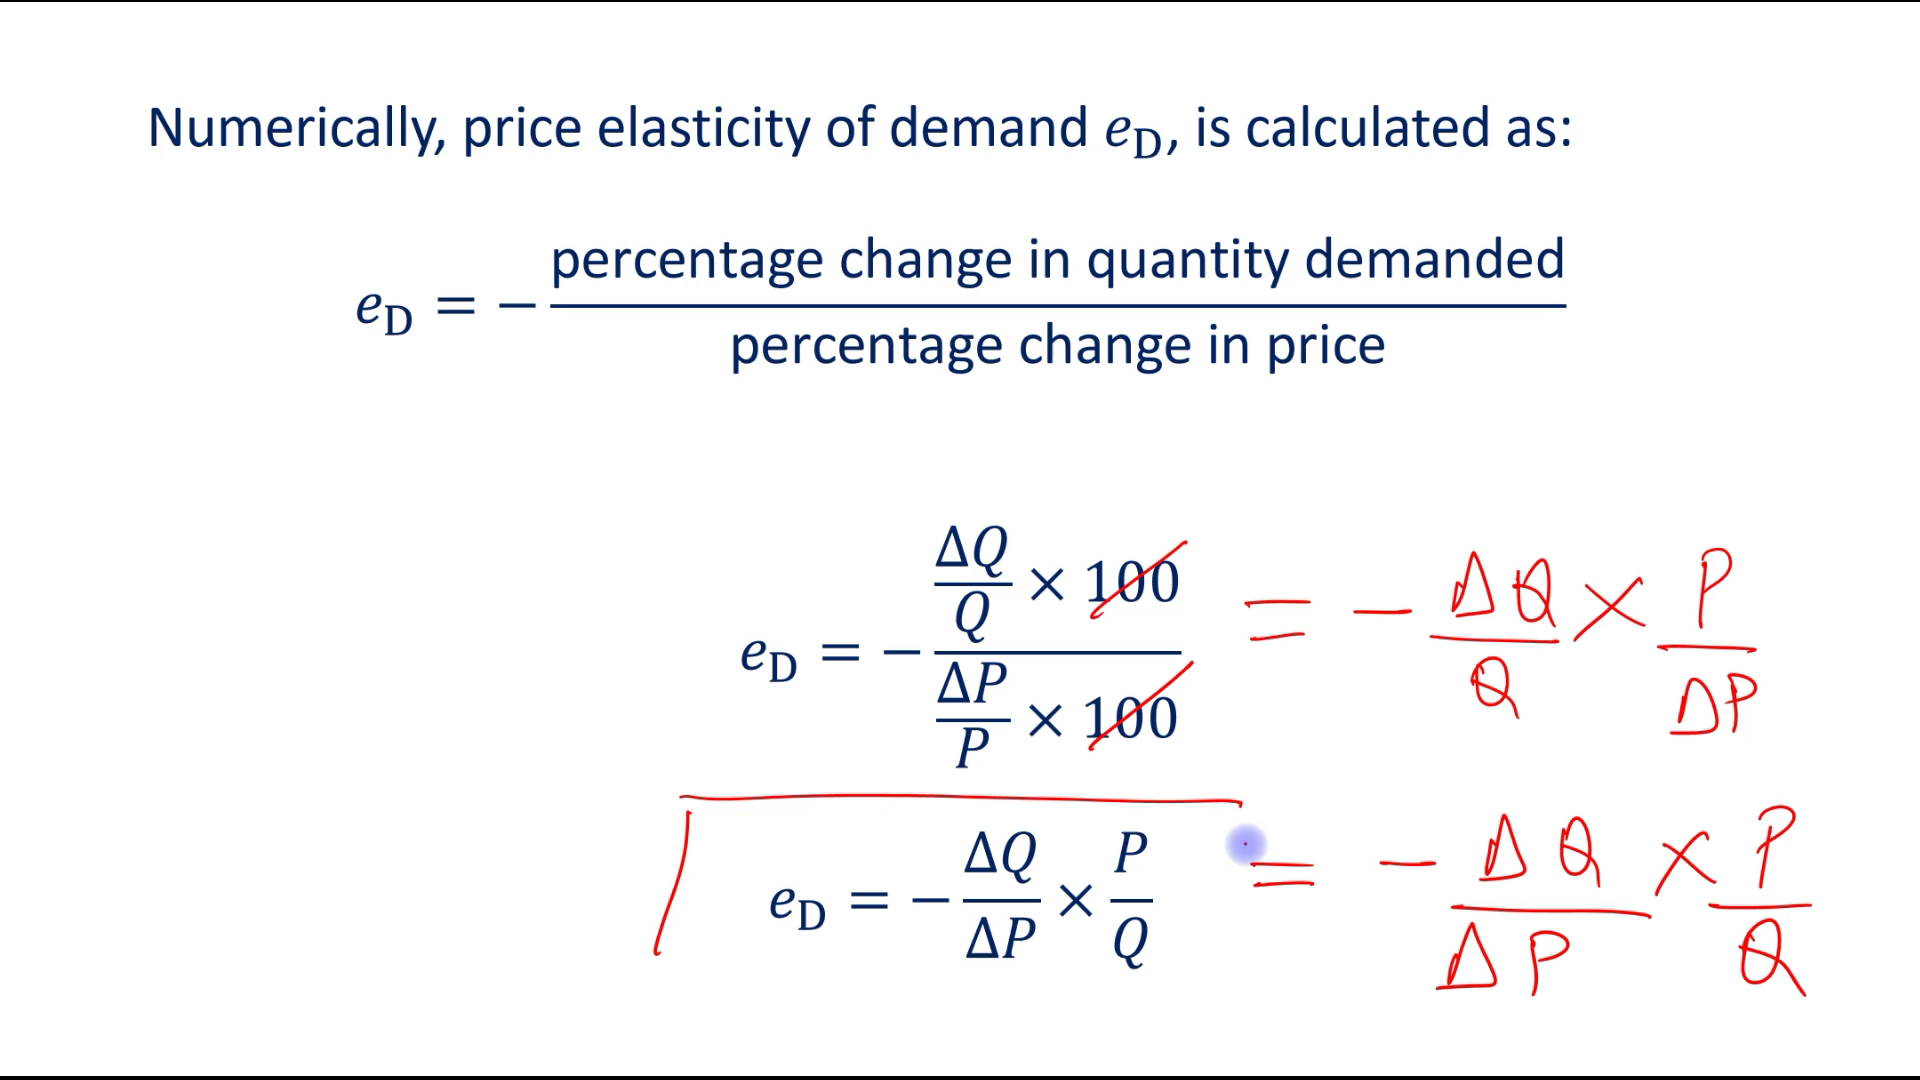 Numerically, price elasticity of demand e_D, is calculated as:
e_D = − percentage change in quantity demanded / percentage change in price
e_D = − (ΔQ/Q × 100) / (ΔP/P × 100) = − ΔQ/Q × P/ΔP
e_D = − ΔQ/ΔP × P/Q = − ΔQ/ΔP × P/Q